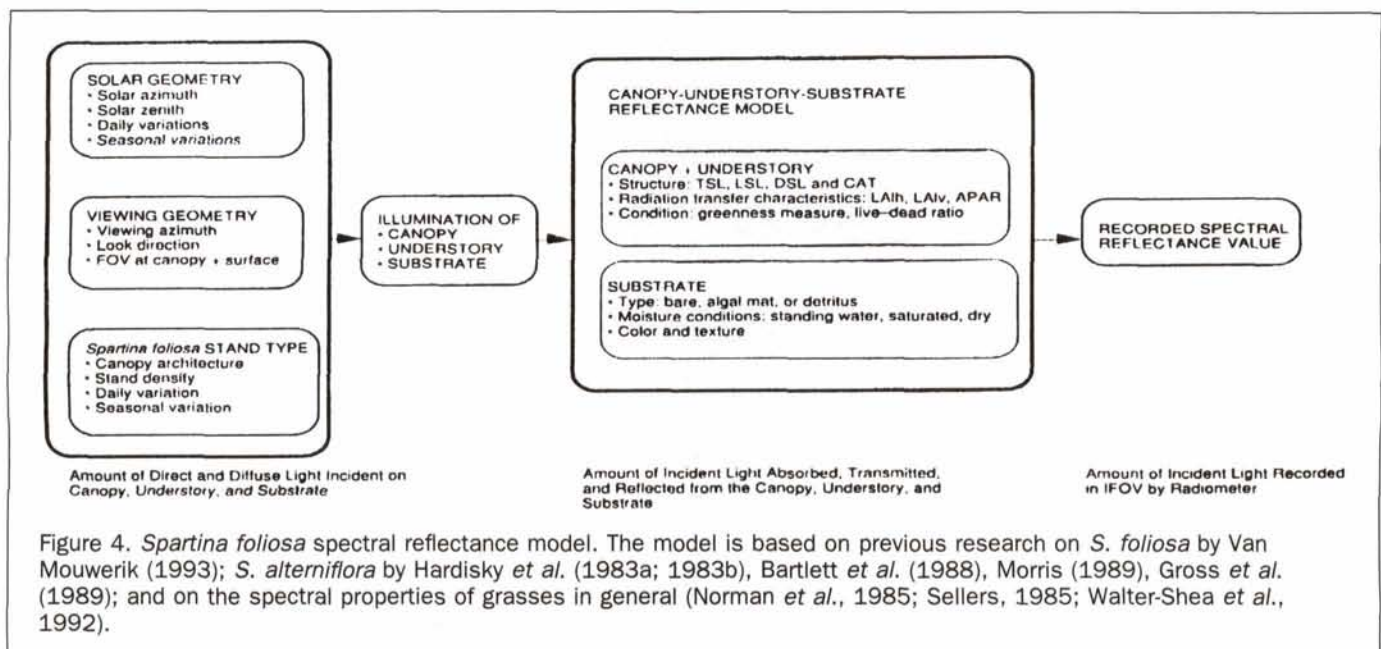 SOLAR GEOMETRY
• Solar azimuth
• Solar zenith
• Daily variations
• Seasonal variations
VIEWING GEOMETRY
• Viewing azimuth
• Look direction
• FOV at canopy + surface
Spartina foliosa STAND TYPE
• Canopy architecture
• Stand density
• Daily variation
• Seasonal variation
Amount of Direct and Diffuse Light Incident on
Canopy, Understory, and Substrate
ILLUMINATION OF
• CANOPY
• UNDERSTORY
• SUBSTRATE
CANOPY-UNDERSTORY-SUBSTRATE
REFLECTANCE MODEL
CANOPY + UNDERSTORY
• Structure: TSL, LSL, DSL and CAT
• Radiation transfer characteristics: LAIh, LAIv, APAR
• Condition: greenness measure, live–dead ratio
SUBSTRATE
• Type: bare, algal mat, or detritus
• Moisture conditions: standing water, saturated, dry
• Color and texture
Amount of Incident Light Absorbed, Transmitted,
and Reflected from the Canopy, Understory, and
Substrate
RECORDED SPECTRAL
REFLECTANCE VALUE
Amount of Incident Light Recorded
in IFOV by Radiometer
Figure 4. Spartina foliosa spectral reflectance model. The model is based on previous research on S. foliosa by Van
Mouwerik (1993); S. alterniflora by Hardisky et al. (1983a; 1983b), Bartlett et al. (1988), Morris (1989), Gross et al.
(1989); and on the spectral properties of grasses in general (Norman et al., 1985; Sellers, 1985; Walter-Shea et al.,
1992).